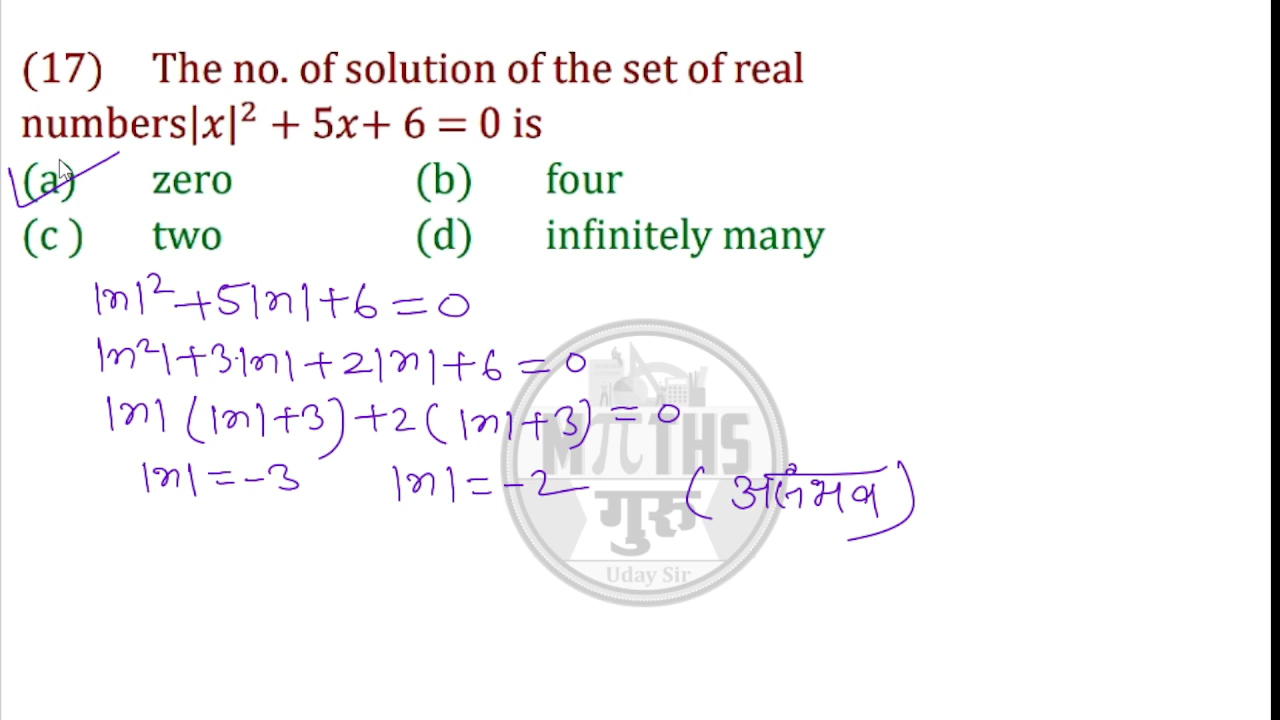 (17) The no. of solution of the set of real
numbers|x|² + 5x+ 6 = 0 is
(a) zero (b) four
(c ) two (d) infinitely many
|x|² + 5|x| + 6 = 0
|x²| + 3·|x| + 2|x| + 6 = 0
|x| (|x| + 3) + 2 (|x| + 3) = 0
|x| = -3 |x| = -2 (असंभव)
MπTHS
गुरु
Uday Sir